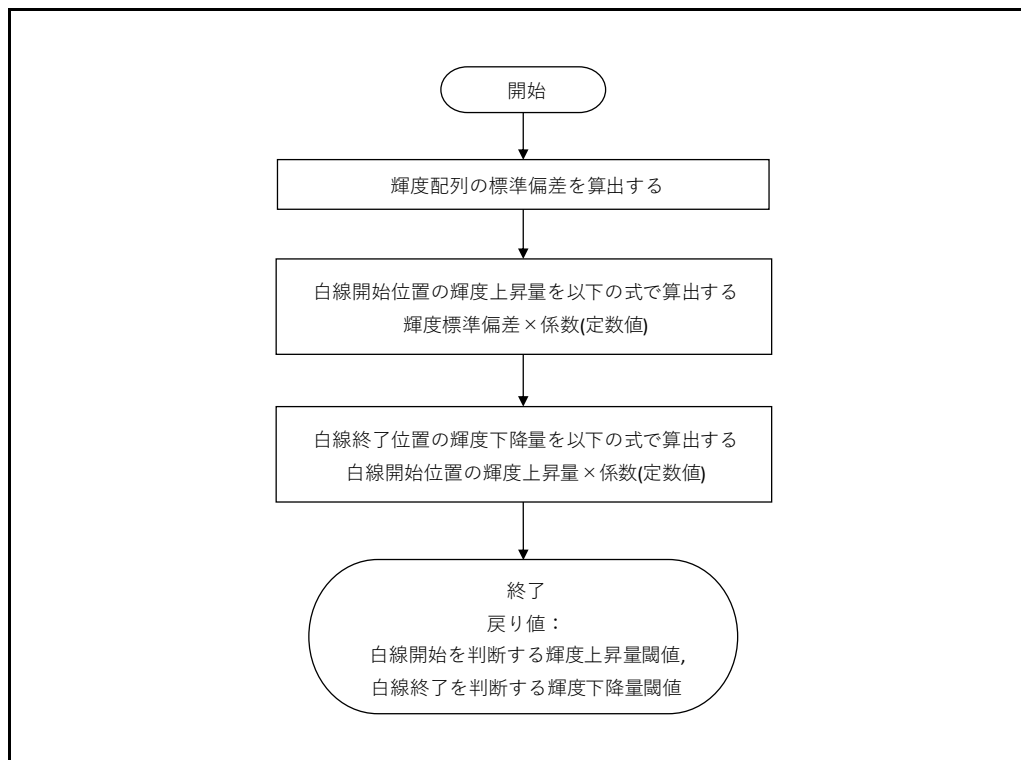 開始
輝度配列の標準偏差を算出する
白線開始位置の輝度上昇量を以下の式で算出する
輝度標準偏差×係数(定数値)
白線終了位置の輝度下降量を以下の式で算出する
白線開始位置の輝度上昇量×係数(定数値)
終了
戻り値：
白線開始を判断する輝度上昇量閾値,
白線終了を判断する輝度下降量閾値